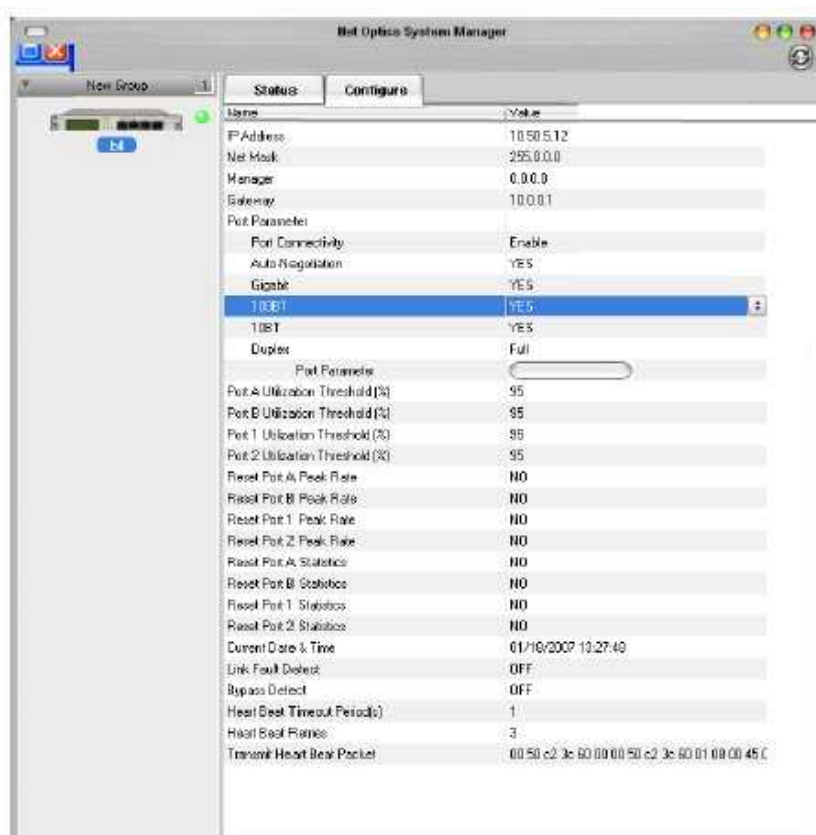 Net Optics System Manager
New Group 1
b4
Status Configure
Name Value
IP Address 10.50.5.12
Net Mask 255.0.0.0
Manager 0.0.0.0
Gateway 10.0.0.1
Port Parameter
Port Connectivity Enable
Auto-Negotiation YES
Gigabit YES
100BT YES
10BT YES
Duplex Full
Port Parameter
Port A Utilization Threshold (%) 95
Port B Utilization Threshold (%) 95
Port 1 Utilization Threshold (%) 95
Port 2 Utilization Threshold (%) 95
Reset Port A Peak Rate NO
Reset Port B Peak Rate NO
Reset Port 1 Peak Rate NO
Reset Port 2 Peak Rate NO
Reset Port A Statistics NO
Reset Port B Statistics NO
Reset Port 1 Statistics NO
Reset Port 2 Statistics NO
Current Date & Time 01/18/2007 13:27:48
Link Fault Detect OFF
Bypass Detect OFF
Heart Beat Timeout Period(s) 1
Heart Beat Retries 3
Transmit Heart Beat Packet 00 50 c2 3c 60 00 00 50 c2 3c 60 01 08 00 45 0